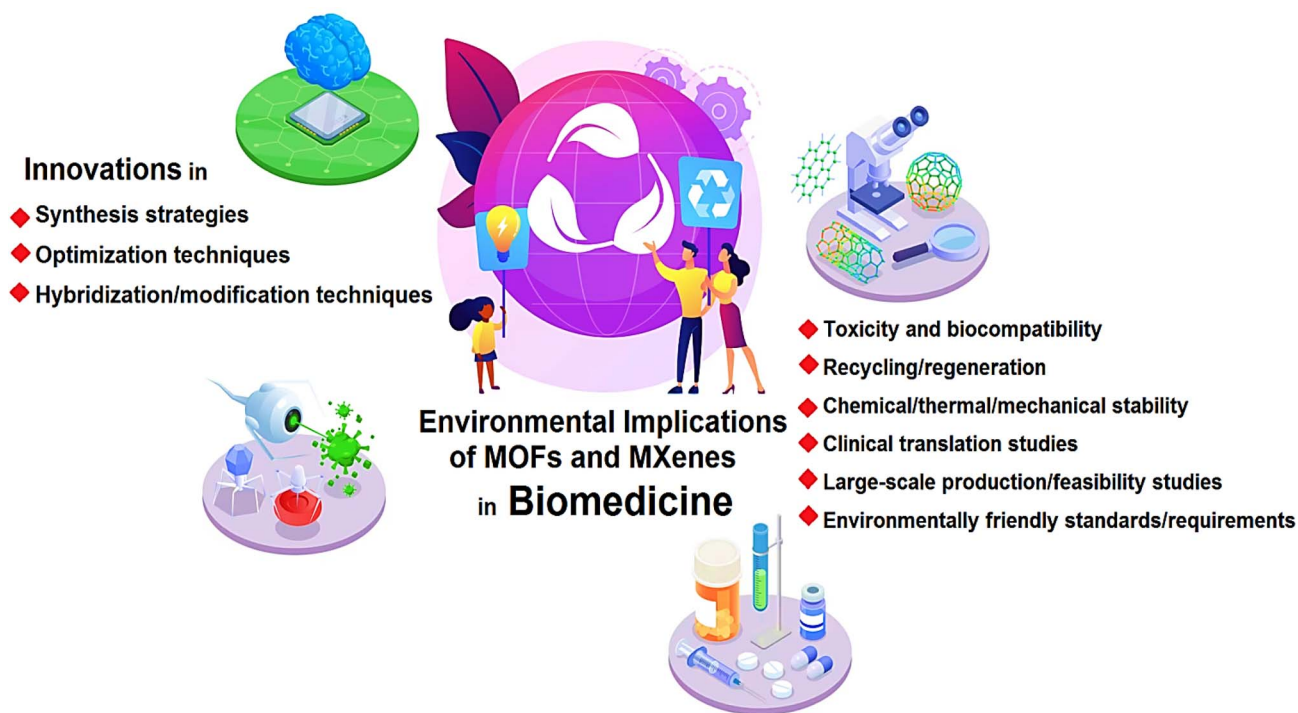 Innovations in
Synthesis strategies
Optimization techniques
Hybridization/modification techniques
Environmental Implications
of MOFs and MXenes
in Biomedicine
Toxicity and biocompatibility
Recycling/regeneration
Chemical/thermal/mechanical stability
Clinical translation studies
Large-scale production/feasibility studies
Environmentally friendly standards/requirements